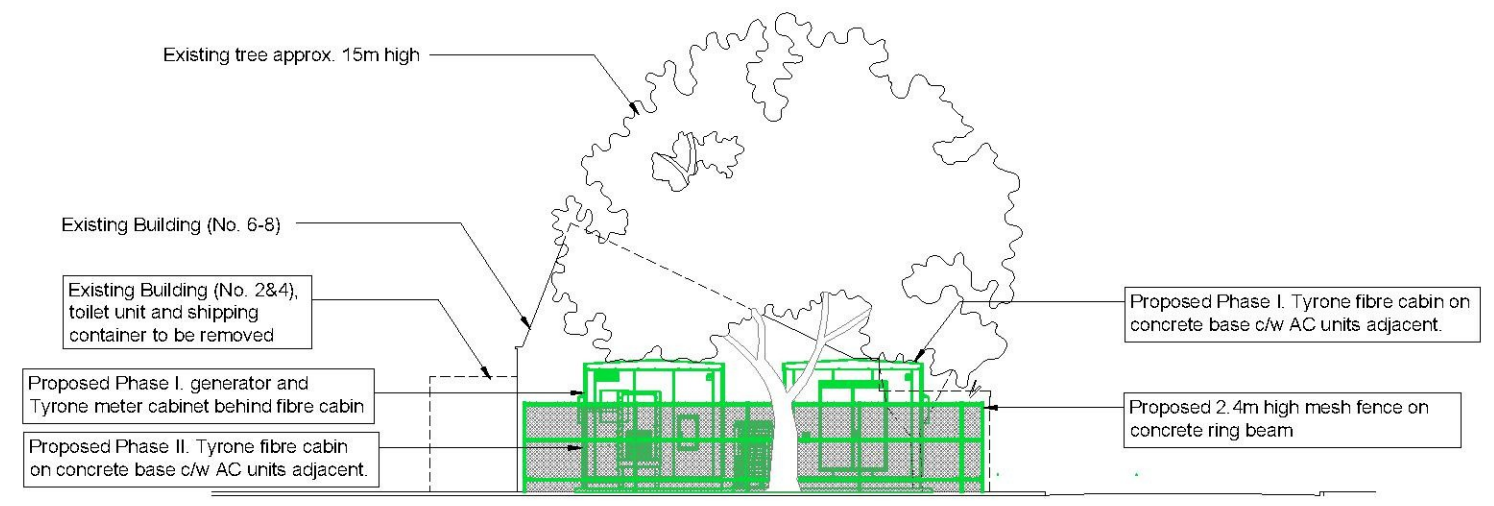 Existing tree approx. 15m high
Existing Building (No. 6-8)
Existing Building (No. 2&4),
toilet unit and shipping
container to be removed
Proposed Phase I. generator and
Tyrone meter cabinet behind fibre cabin
Proposed Phase II. Tyrone fibre cabin
on concrete base c/w AC units adjacent.
Proposed Phase I. Tyrone fibre cabin on
concrete base c/w AC units adjacent.
Proposed 2.4m high mesh fence on
concrete ring beam